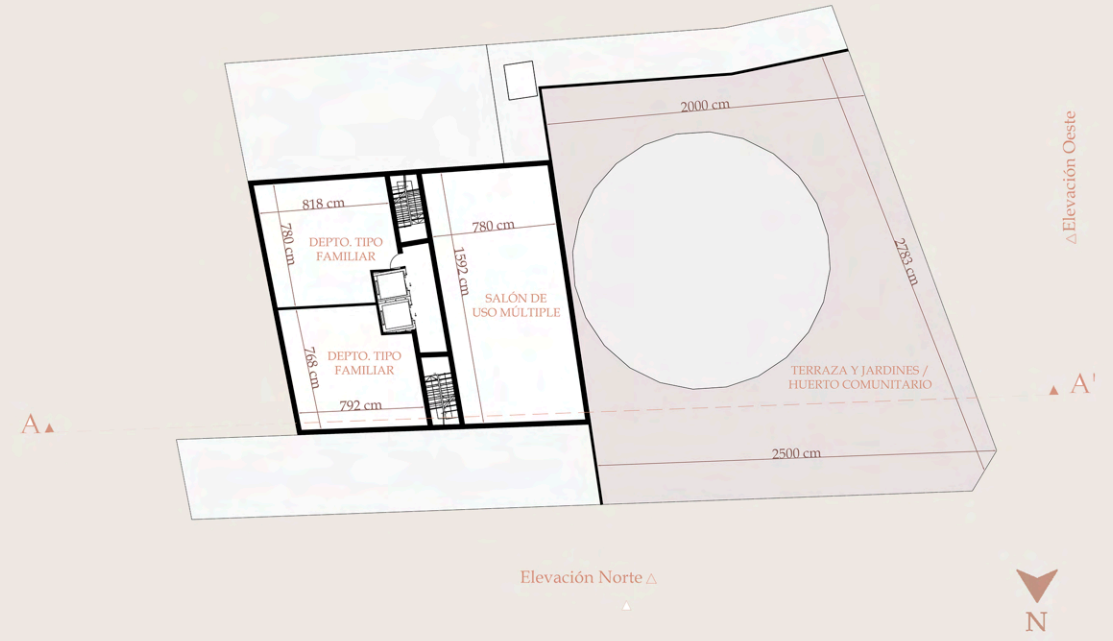 2000 cm
Elevación Oeste
818 cm
780 cm
DEPTO. TIPO
FAMILIAR
780 cm
1592 cm
SALÓN DE
USO MÚLTIPLE
2783 cm
768 cm
DEPTO. TIPO
FAMILIAR
792 cm
TERRAZA Y JARDINES /
HUERTO COMUNITARIO
A
A'
2500 cm
Elevación Norte
N